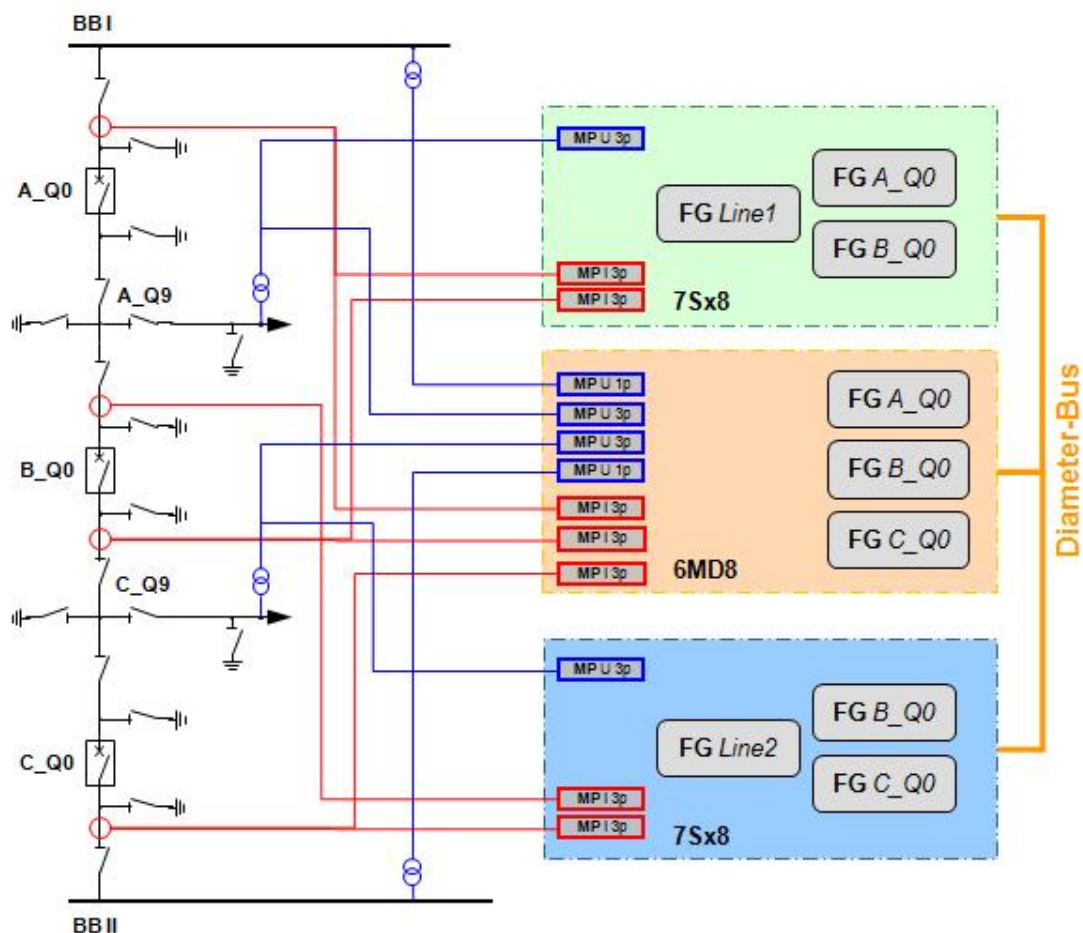 BB I
A_Q0
A_Q9
B_Q0
C_Q9
C_Q0
BB II
MP U 3p
FG Line1
FG A_Q0
FG B_Q0
MP I 3p
MP I 3p
7Sx8
MP U 1p
MP U 3p
MP U 3p
MP U 1p
MP I 3p
MP I 3p
MP I 3p
FG A_Q0
FG B_Q0
FG C_Q0
6MD8
MP U 3p
FG Line2
FG B_Q0
FG C_Q0
MP I 3p
MP I 3p
7Sx8
Diameter-Bus